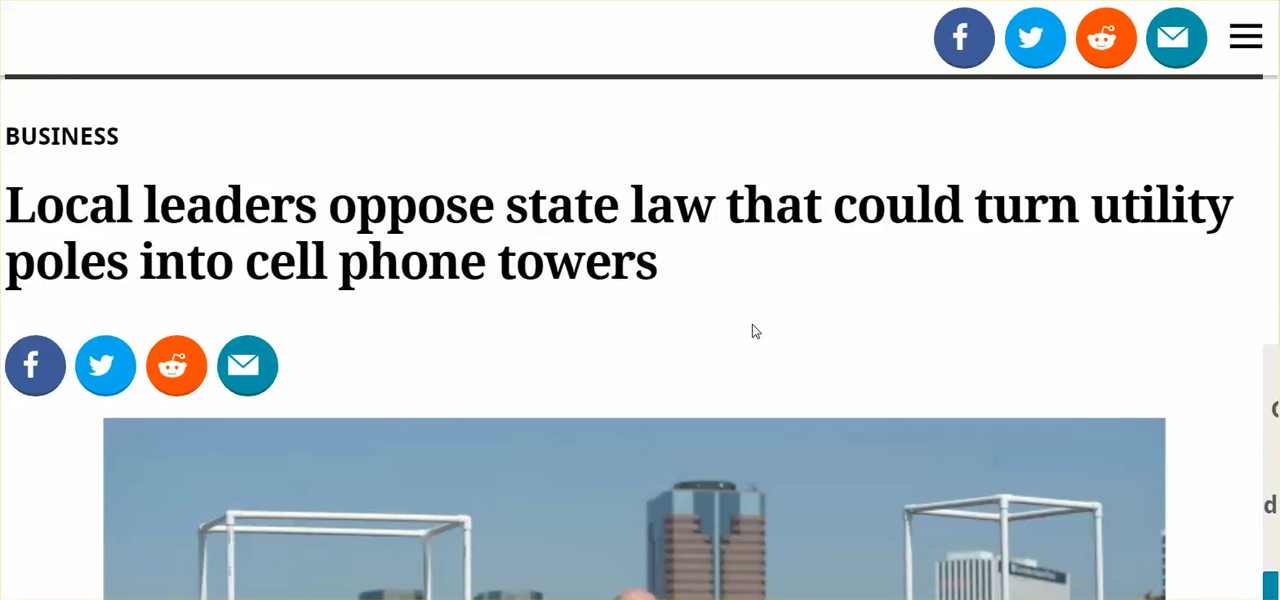 BUSINESS
Local leaders oppose state law that could turn utility
poles into cell phone towers
d